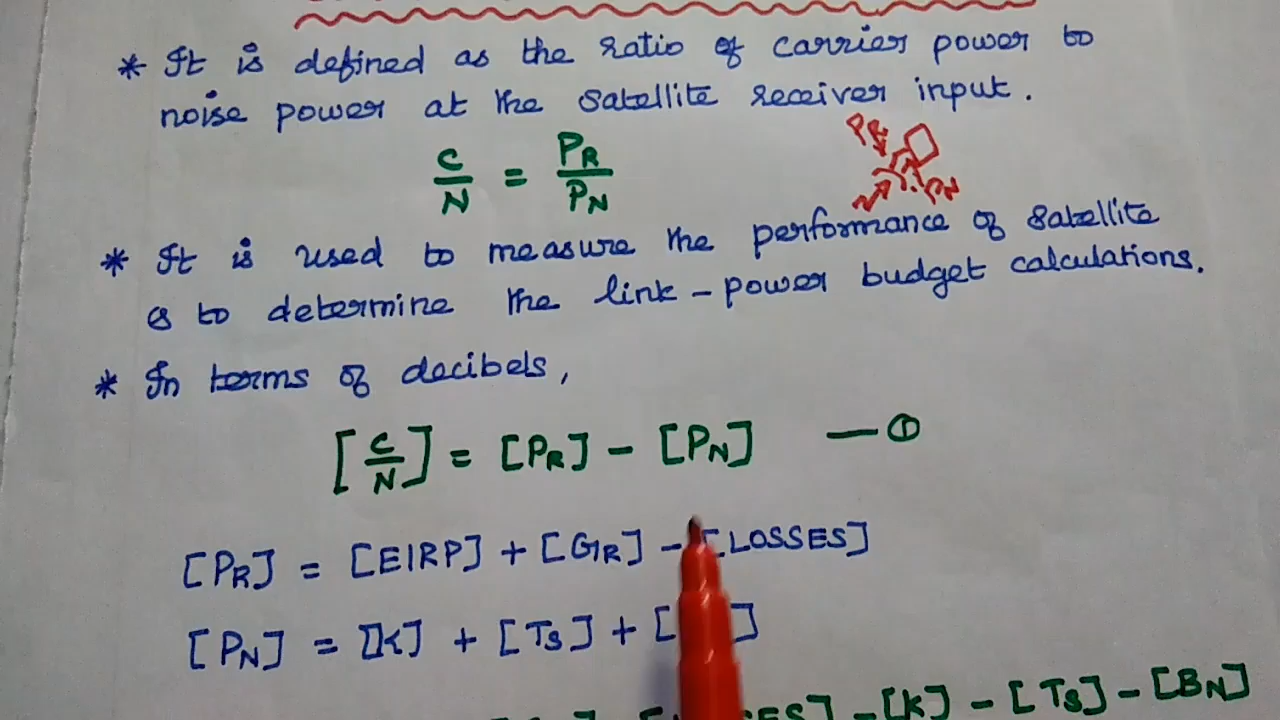 * It is defined as the ratio of carrier power to
noise power at the satellite receiver input.
C/N = PR/PN
PR
PN
* It is used to measure the performance of satellite
& to determine the link-power budget calculations.
* In terms of decibels,
[C/N] = [PR] - [PN] — ①
[PR] = [EIRP] + [GR] - [LOSSES]
[PN] = [K] + [TS] + [ ]
] - [K] - [TS] - [BN]